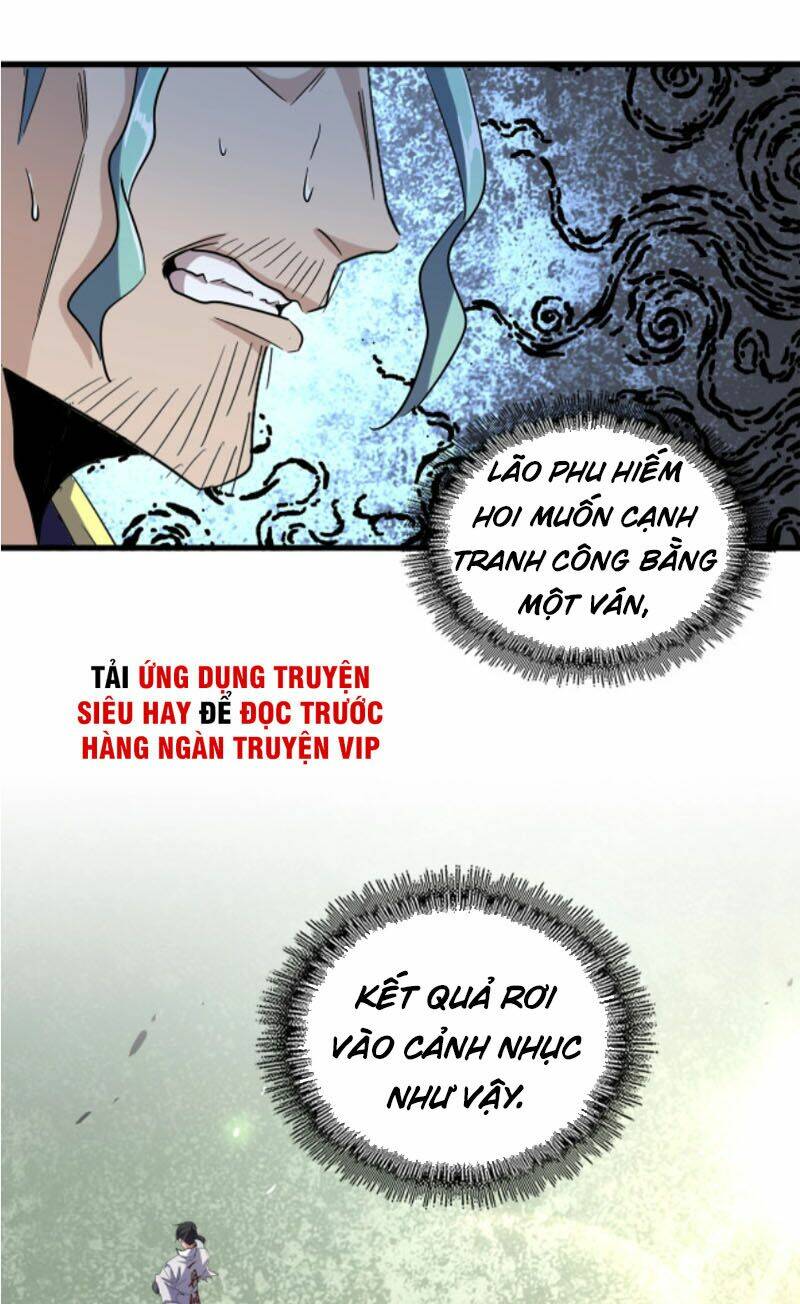 LÃO PHU HIẾM
HOI MUỐN CẠNH
TRANH CÔNG BẰNG
MỘT VÁN,
TẢI ỨNG DỤNG TRUYỆN
SIÊU HAY ĐỂ ĐỌC TRƯỚC
HÀNG NGÀN TRUYỆN VIP
KẾT QUẢ RƠI
VÀO CẢNH NHỤC
NHƯ VẬY.